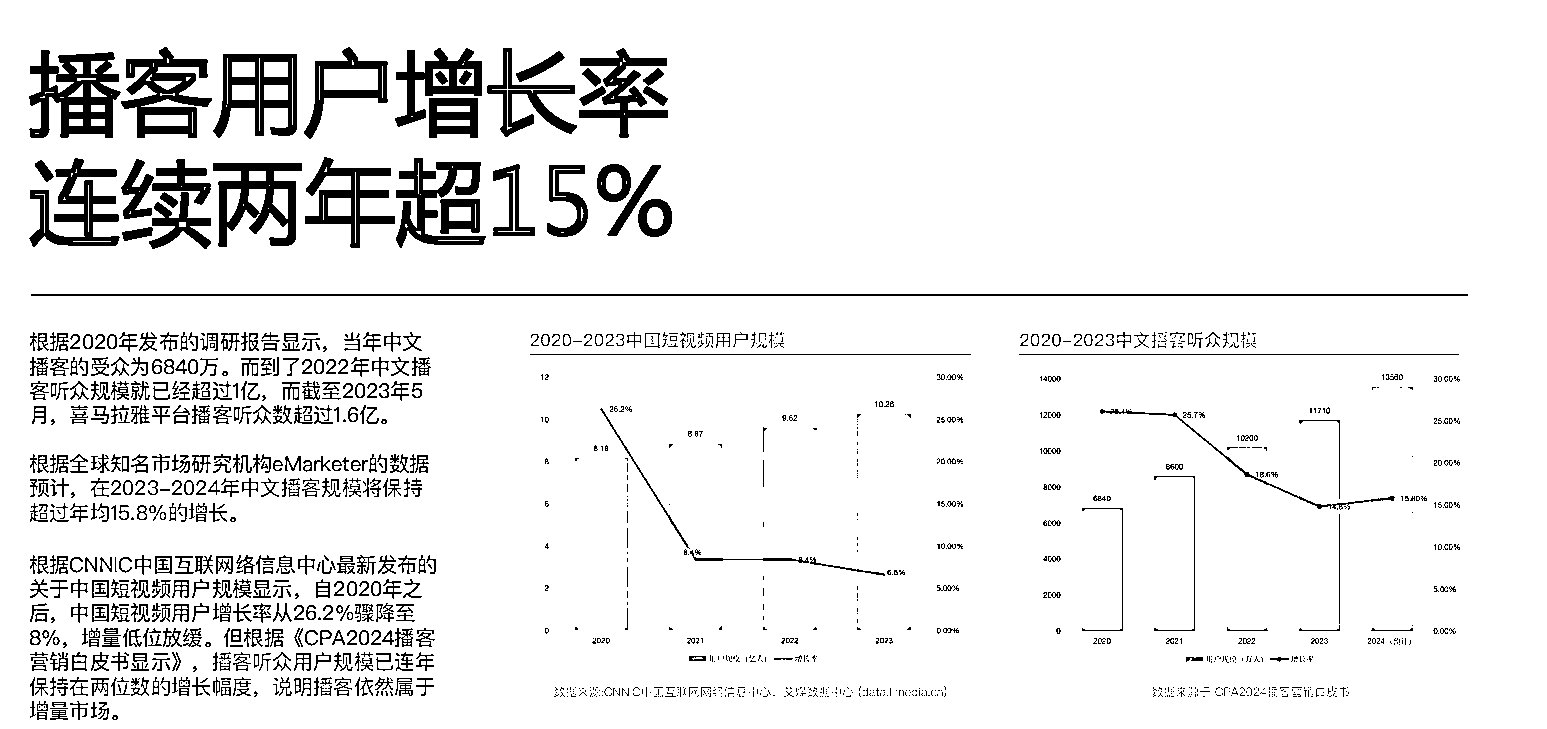 播客用户增长率
连续两年超15%
根据2020年发布的调研报告显示，当年中文
播客的受众为6840万。而到了2022年中文播
客听众规模就已经超过1亿，而截至2023年5
月，喜马拉雅平台播客听众数超过1.6亿。
根据全球知名市场研究机构eMarketer的数据
预计，在2023-2024年中文播客规模将保持
超过年均15.8%的增长。
根据CNNIC中国互联网络信息中心最新发布的
关于中国短视频用户规模显示，自2020年之
后，中国短视频用户增长率从26.2%骤降至
8%，增量低位放缓。但根据《CPA2024播客
营销白皮书显示》，播客听众用户规模已连年
保持在两位数的增长幅度，说明播客依然属于
增量市场。
2020-2023中国短视频用户规模
12 30.00%
10 25.00%
8 20.00%
6 15.00%
4 10.00%
2 5.00%
0 0.00%
26.2% 8.4% 8.4% 6.8%
8.18 8.87 9.62 10.26
2020 2021 2022 2023
用户规模（亿人） 增长率
数据来源:CNNIC中国互联网网络信息中心、艾媒数据中心 (data.iimedia.cn)
2020-2023中文播客听众规模
14000 30.00%
12000 25.00%
10000 20.00%
8000 15.00%
6000 10.00%
4000 5.00%
2000 0.00%
0
25.7% 18.6% 14.8% 15.80%
6840 8600 10200 11710 13560
2020 2021 2022 2023 2024（预计）
用户规模（万人） 增长率
数据来源于 CPA2024播客营销白皮书